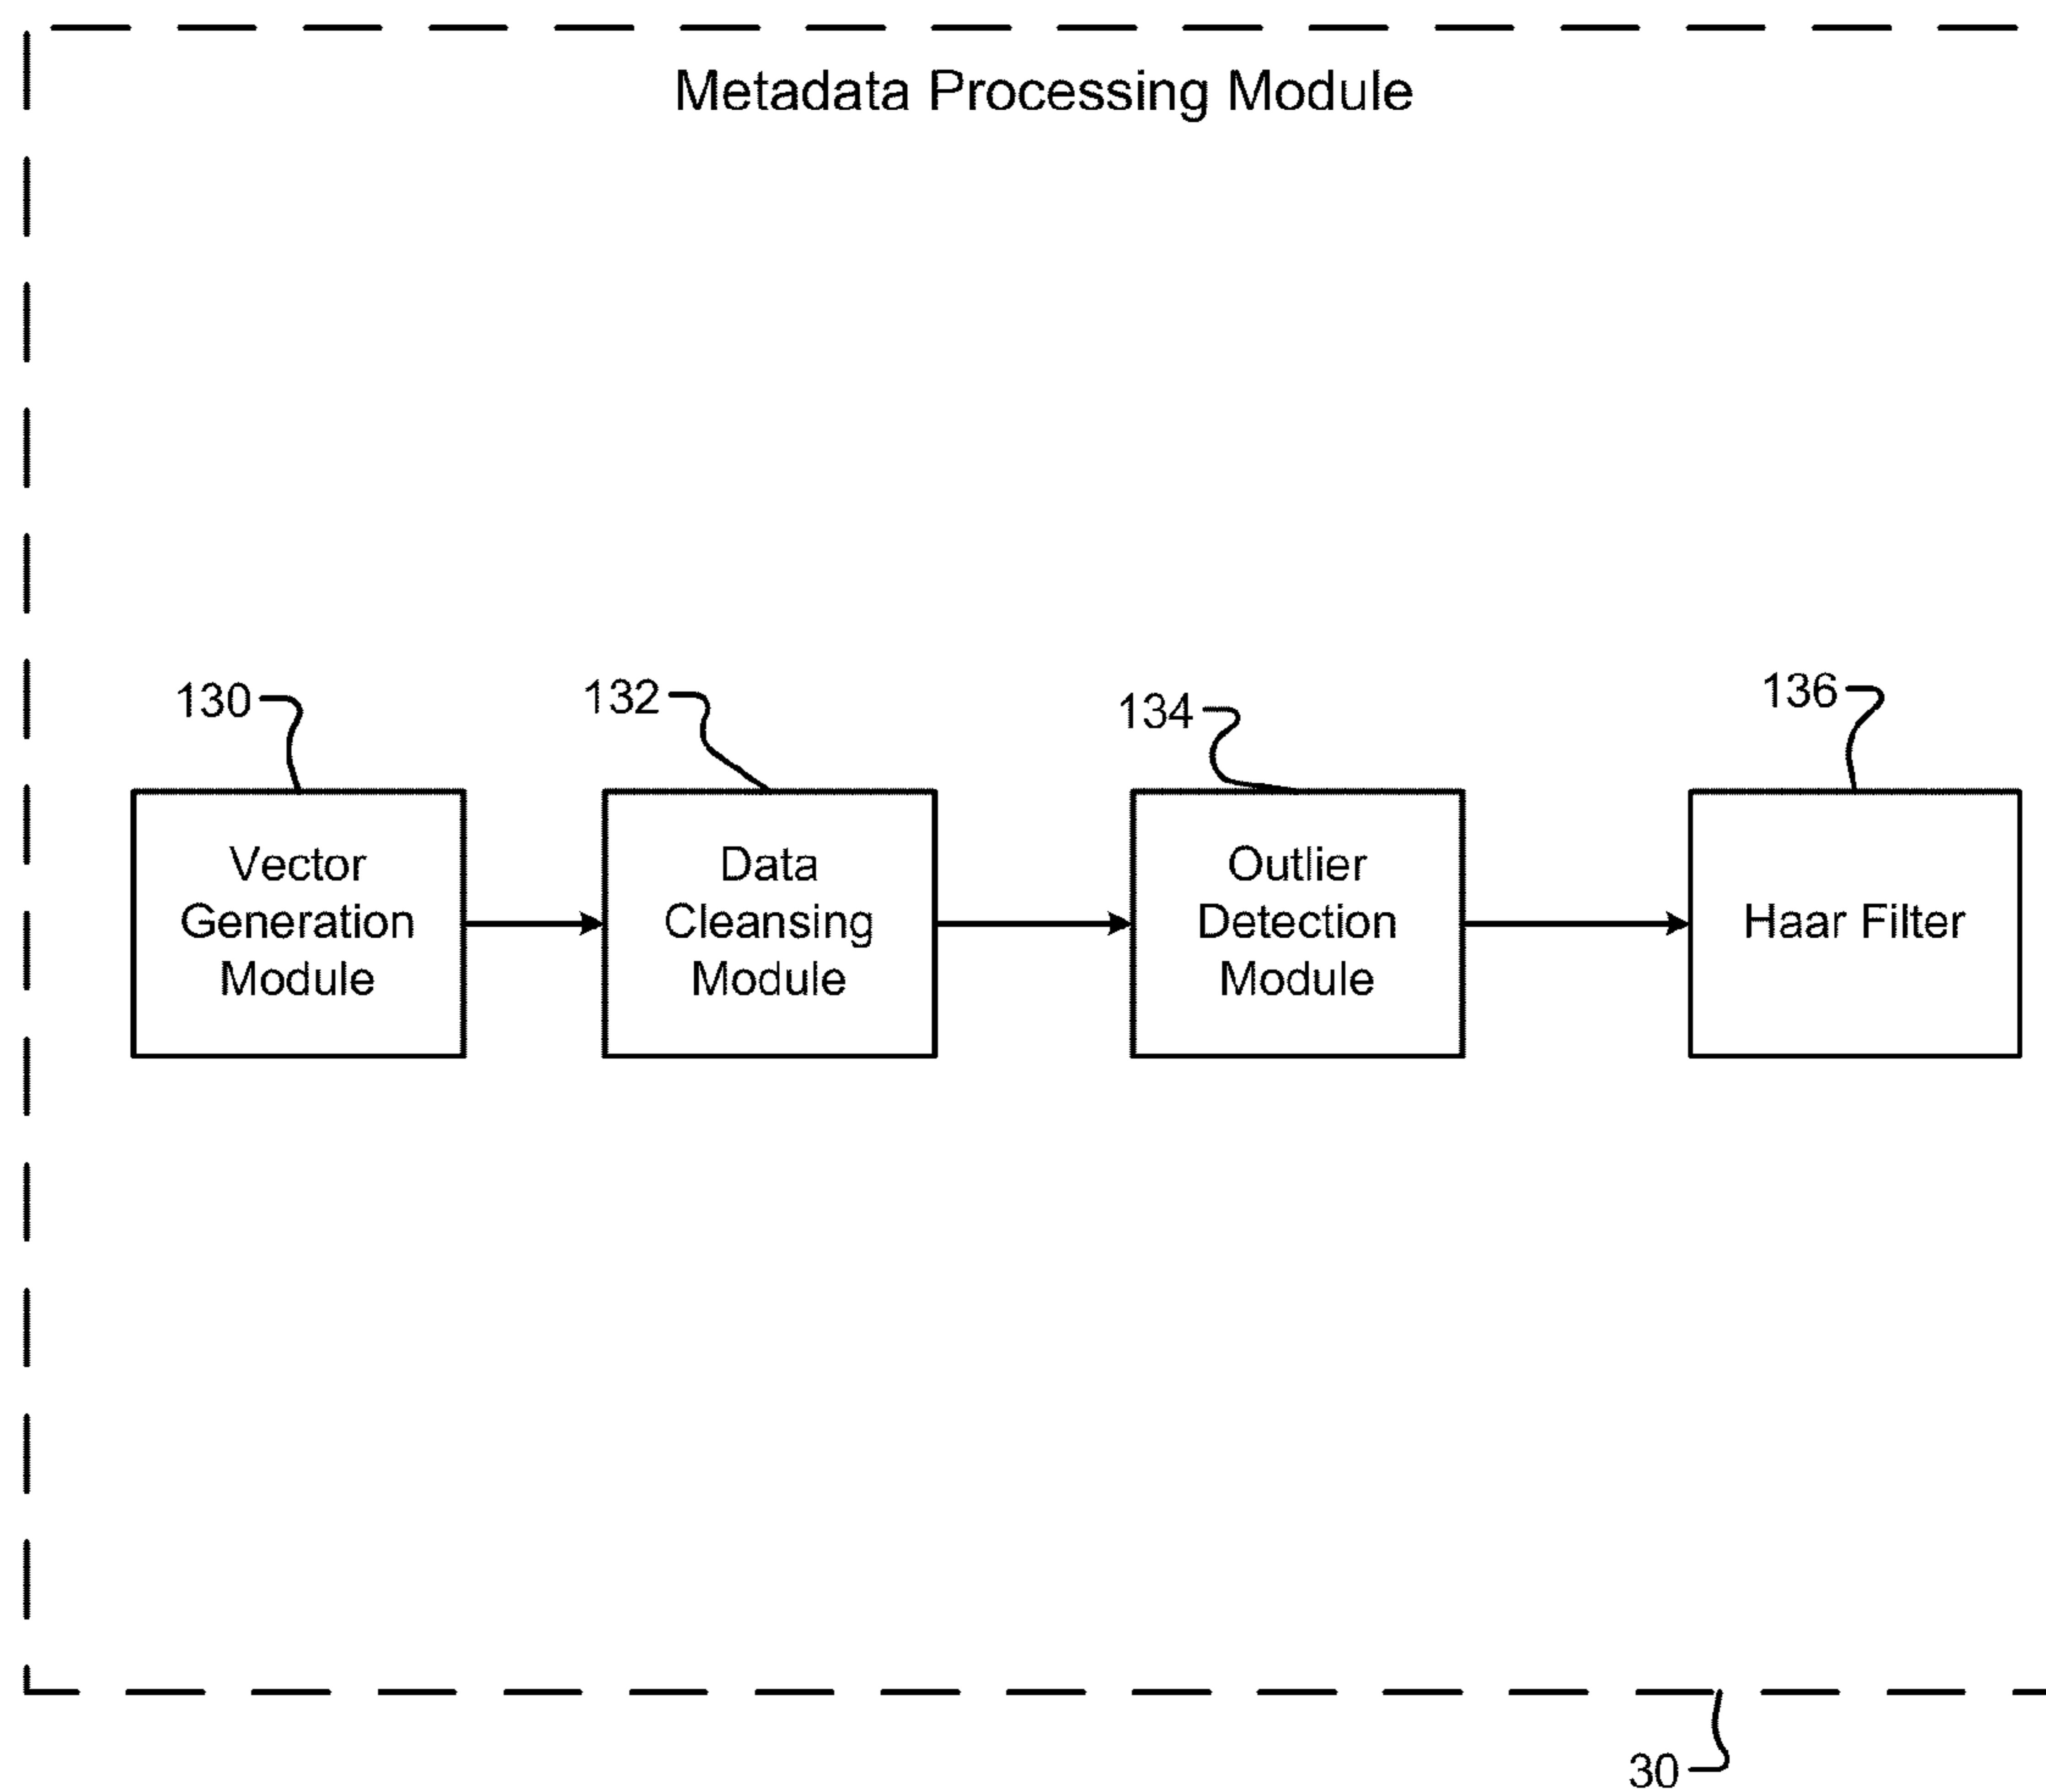 Metadata Processing Module
130
132
134
136
Vector
Generation
Module
Data
Cleansing
Module
Outlier
Detection
Module
Haar Filter
30